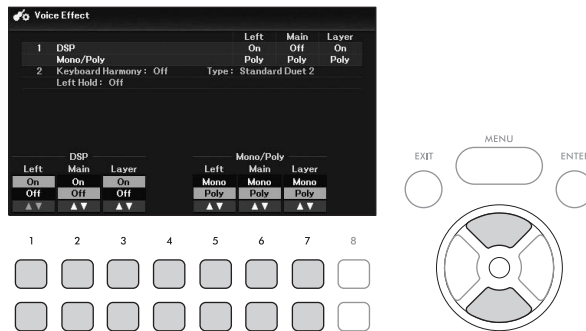 Voice Effect
Left Main Layer
1 DSP On Off On
Mono/Poly Poly Poly Poly
2 Keyboard Harmony: Off Type: Standard Duet 2
Left Hold: Off
DSP Mono/Poly
Left Main Layer Left Main Layer
On On On Mono Mono Mono
Off Off Off Poly Poly Poly
1 2 3 4 5 6 7 8
MENU
EXIT ENTER